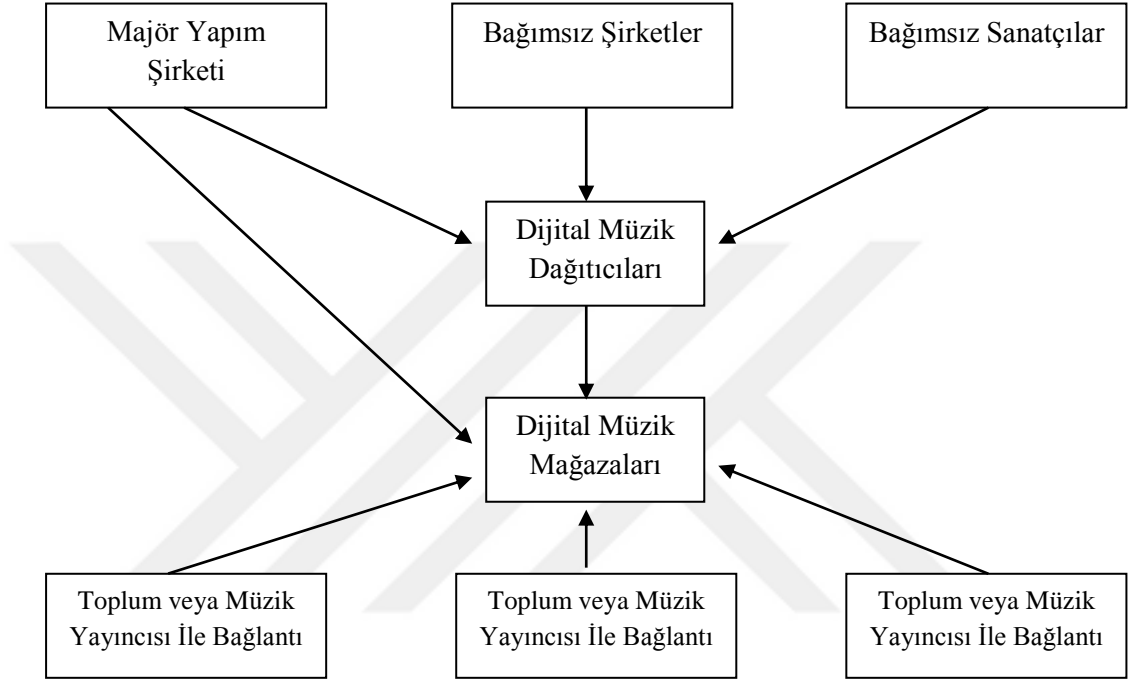 Majör Yapım
Şirketi
Bağımsız Şirketler
Bağımsız Sanatçılar
Dijital Müzik
Dağıtıcıları
Dijital Müzik
Mağazaları
Toplum veya Müzik
Yayıncısı İle Bağlantı
Toplum veya Müzik
Yayıncısı İle Bağlantı
Toplum veya Müzik
Yayıncısı İle Bağlantı